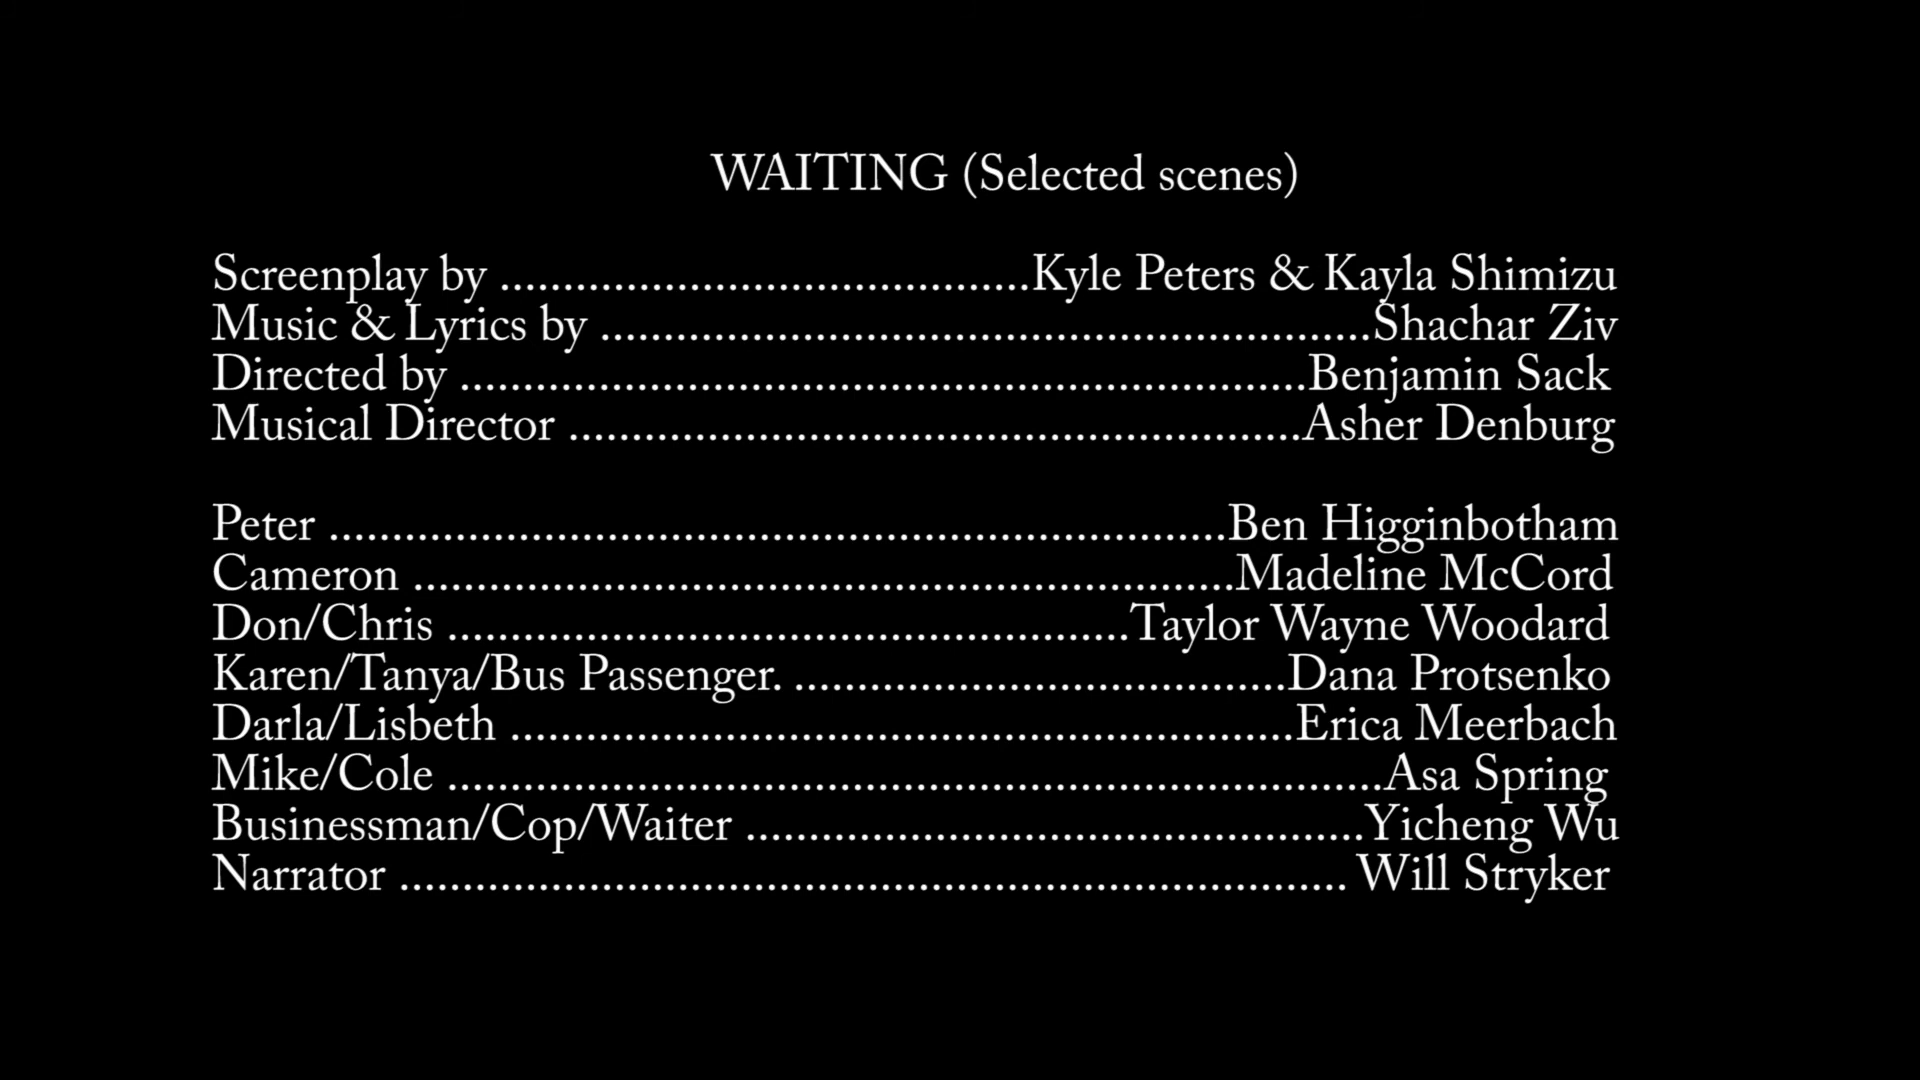 WAITING (Selected scenes)
Screenplay by ..........................................Kyle Peters & Kayla Shimizu
Music & Lyrics by .............................................................Shachar Ziv
Directed by ...................................................................Benjamin Sack
Musical Director ..........................................................Asher Denburg
Peter .......................................................................Ben Higginbotham
Cameron .................................................................Madeline McCord
Don/Chris ......................................................Taylor Wayne Woodard
Karen/Tanya/Bus Passenger. .......................................Dana Protsenko
Darla/Lisbeth ..............................................................Erica Meerbach
Mike/Cole ..........................................................................Asa Spring
Businessman/Cop/Waiter .................................................Yicheng Wu
Narrator ........................................................................... Will Stryker